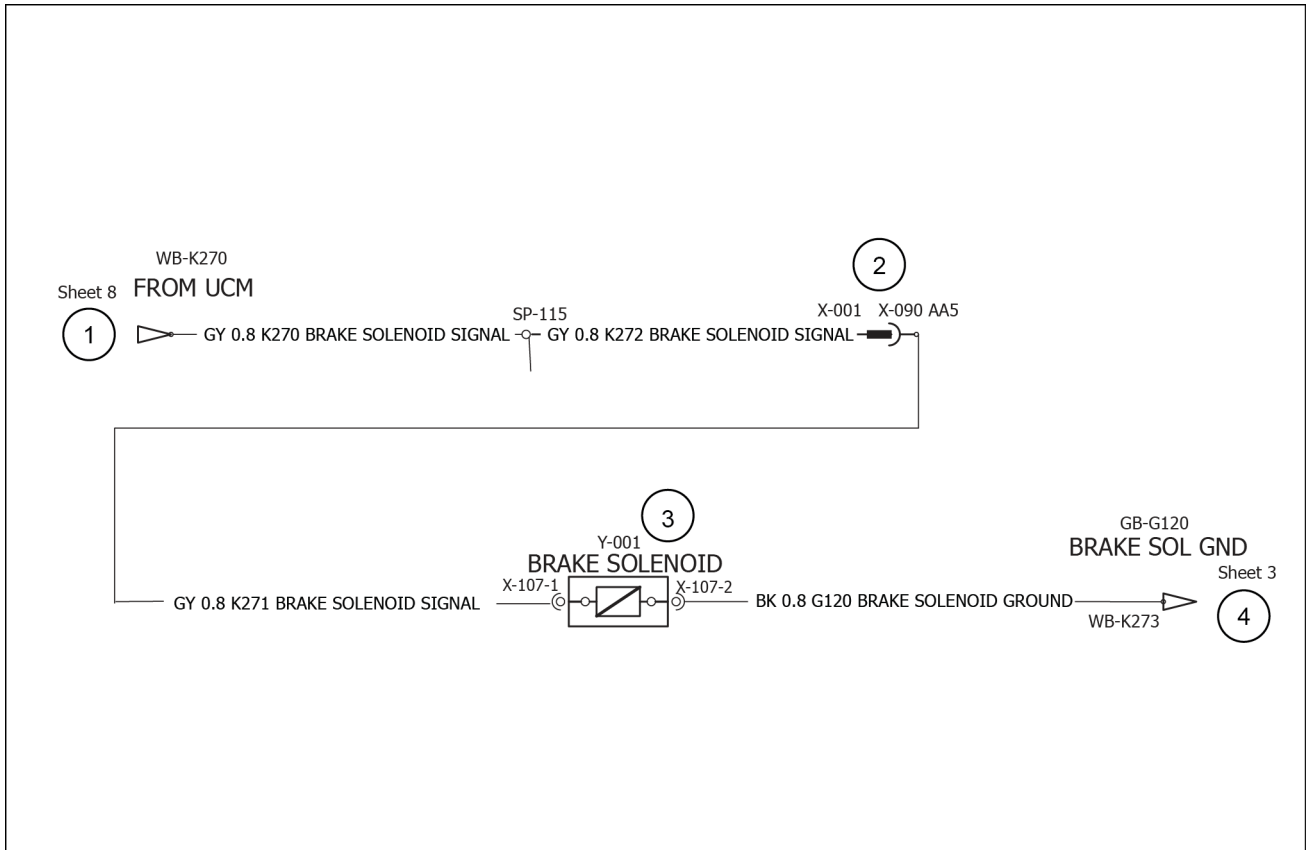 WB-K270
Sheet 8 FROM UCM
1
GY 0.8 K270 BRAKE SOLENOID SIGNAL
SP-115
GY 0.8 K272 BRAKE SOLENOID SIGNAL
2
X-001 X-090 AA5
3
Y-001
BRAKE SOLENOID
GY 0.8 K271 BRAKE SOLENOID SIGNAL
X-107-1
X-107-2
BK 0.8 G120 BRAKE SOLENOID GROUND
GB-G120
BRAKE SOL GND
Sheet 3
WB-K273
4